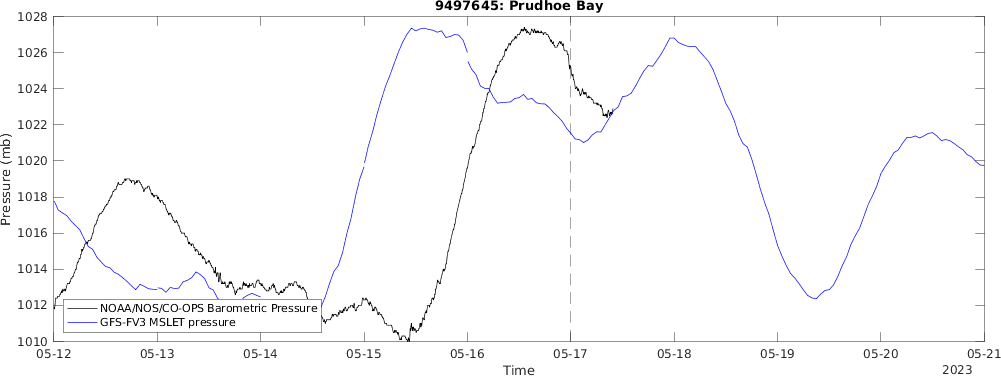 9497645: Prudhoe Bay
Pressure (mb)
1028
1026
1024
1022
1020
1018
1016
1014
1012
1010
NOAA/NOS/CO-OPS Barometric Pressure
GFS-FV3 MSLET pressure
05-12 05-13 05-14 05-15 05-16 05-17 05-18 05-19 05-20 05-21
Time
2023